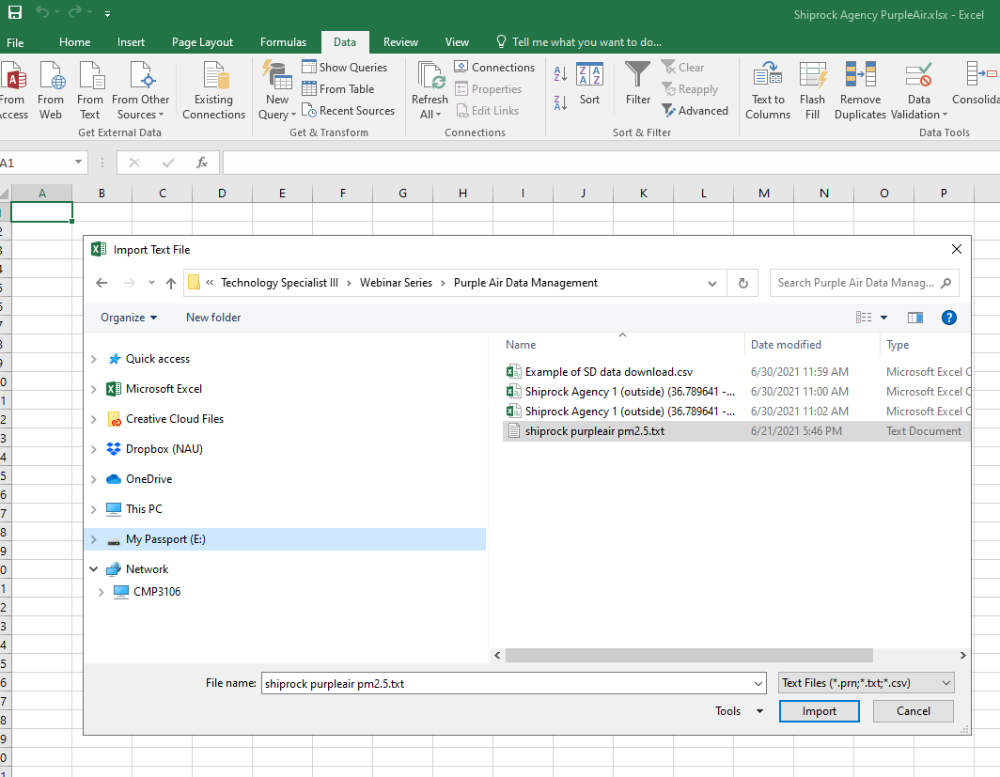 Shiprock Agency PurpleAir.xlsx - Excel
File Home Insert Page Layout Formulas Data Review View Tell me what you want to do...
From Access
From Web
From Text
From Other Sources
Existing Connections
Get External Data
New Query
Show Queries
From Table
Recent Sources
Get & Transform
Refresh All
Connections
Properties
Edit Links
Connections
Sort
Filter
Clear
Reapply
Advanced
Sort & Filter
Text to Columns
Flash Fill
Remove Duplicates
Data Validation
Consolida
Data Tools
A1 fx
A B C D E F G H I J K L M N O P
Import Text File
« Technology Specialist III › Webinar Series › Purple Air Data Management Search Purple Air Data Manag...
Organize New folder
Name Date modified Type
Quick access
Microsoft Excel
Creative Cloud Files
Dropbox (NAU)
OneDrive
This PC
My Passport (E:)
Network
CMP3106
Example of SD data download.csv 6/30/2021 11:59 AM Microsoft Excel C
Shiprock Agency 1 (outside) (36.789641 -... 6/30/2021 11:00 AM Microsoft Excel C
Shiprock Agency 1 (outside) (36.789641 -... 6/30/2021 11:02 AM Microsoft Excel C
shiprock purpleair pm2.5.txt 6/21/2021 5:46 PM Text Document
File name: shiprock purpleair pm2.5.txt Text Files (*.prn;*.txt;*.csv)
Tools Import Cancel